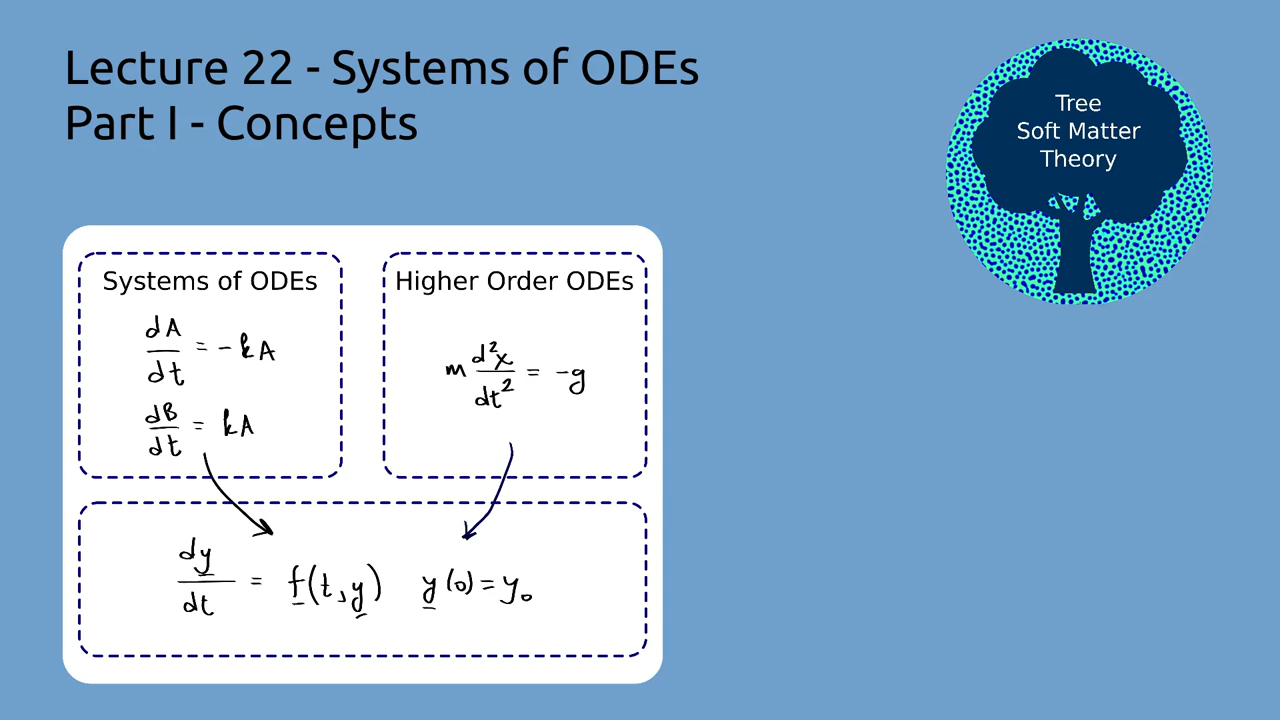 Lecture 22 - Systems of ODEs
Part I - Concepts
Tree
Soft Matter
Theory
Systems of ODEs
dA/dt = -kA
dB/dt = kA
Higher Order ODEs
m d²x/dt² = -g
dy/dt = f(t,y) y(0)=y₀